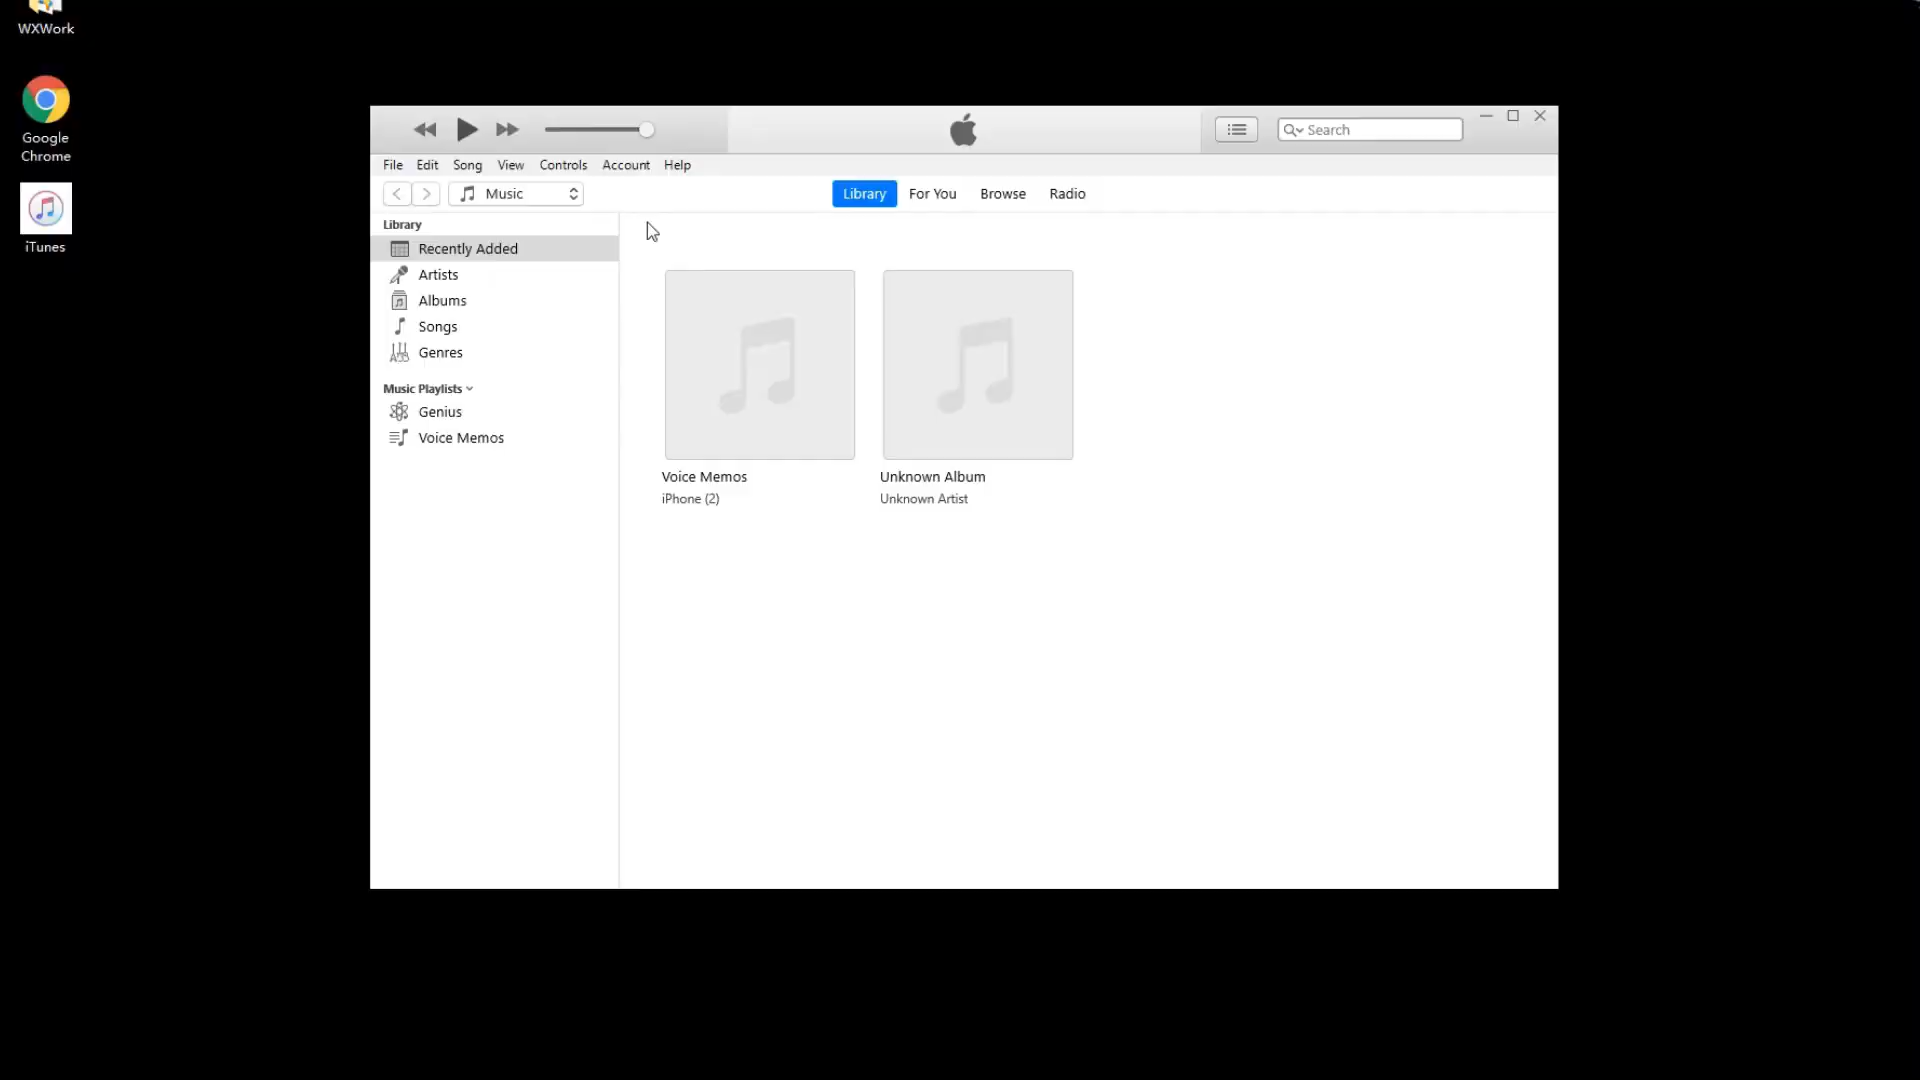 WXWork
Google
Chrome
iTunes
Search
File Edit Song View Controls Account Help
Music
Library For You Browse Radio
Library
Recently Added
Artists
Albums
Songs
Genres
Music Playlists
Genius
Voice Memos
Voice Memos
iPhone (2)
Unknown Album
Unknown Artist